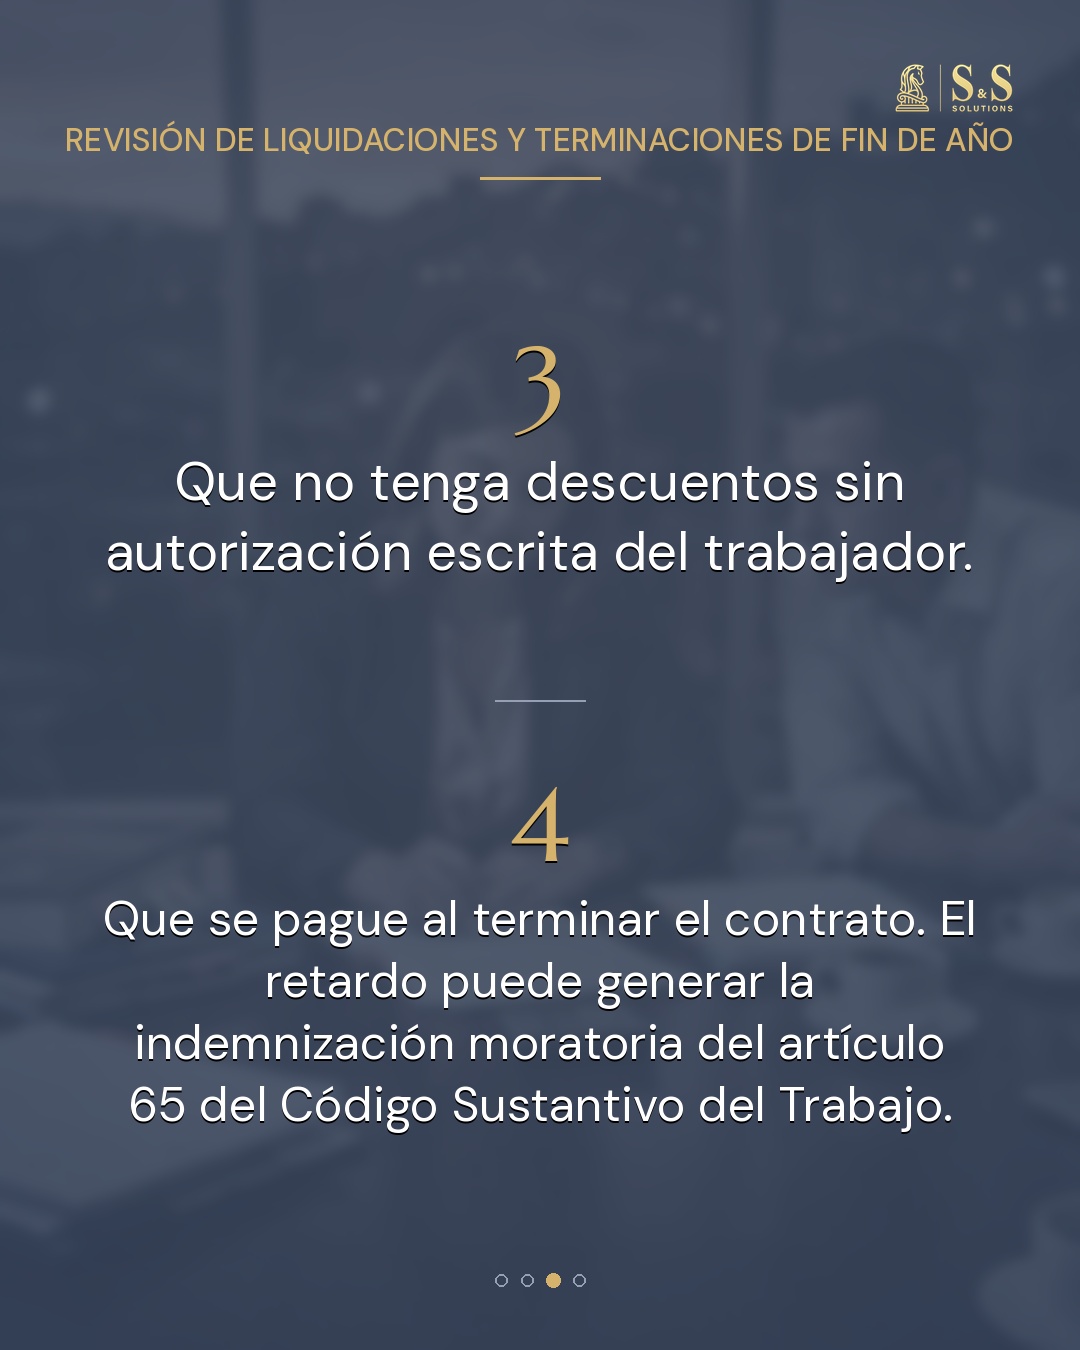 S&S
SOLUTIONS
REVISIÓN DE LIQUIDACIONES Y TERMINACIONES DE FIN DE AÑO
3
Que no tenga descuentos sin
autorización escrita del trabajador.
4
Que se pague al terminar el contrato. El
retardo puede generar la
indemnización moratoria del artículo
65 del Código Sustantivo del Trabajo.